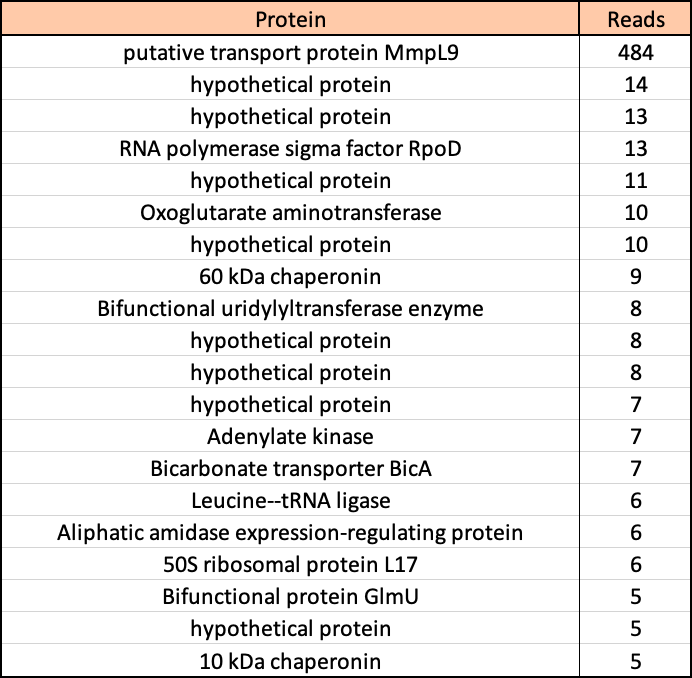 Protein Reads
putative transport protein MmpL9 484
hypothetical protein 14
hypothetical protein 13
RNA polymerase sigma factor RpoD 13
hypothetical protein 11
Oxoglutarate aminotransferase 10
hypothetical protein 10
60 kDa chaperonin 9
Bifunctional uridylyltransferase enzyme 8
hypothetical protein 8
hypothetical protein 8
hypothetical protein 7
Adenylate kinase 7
Bicarbonate transporter BicA 7
Leucine--tRNA ligase 6
Aliphatic amidase expression-regulating protein 6
50S ribosomal protein L17 6
Bifunctional protein GlmU 5
hypothetical protein 5
10 kDa chaperonin 5